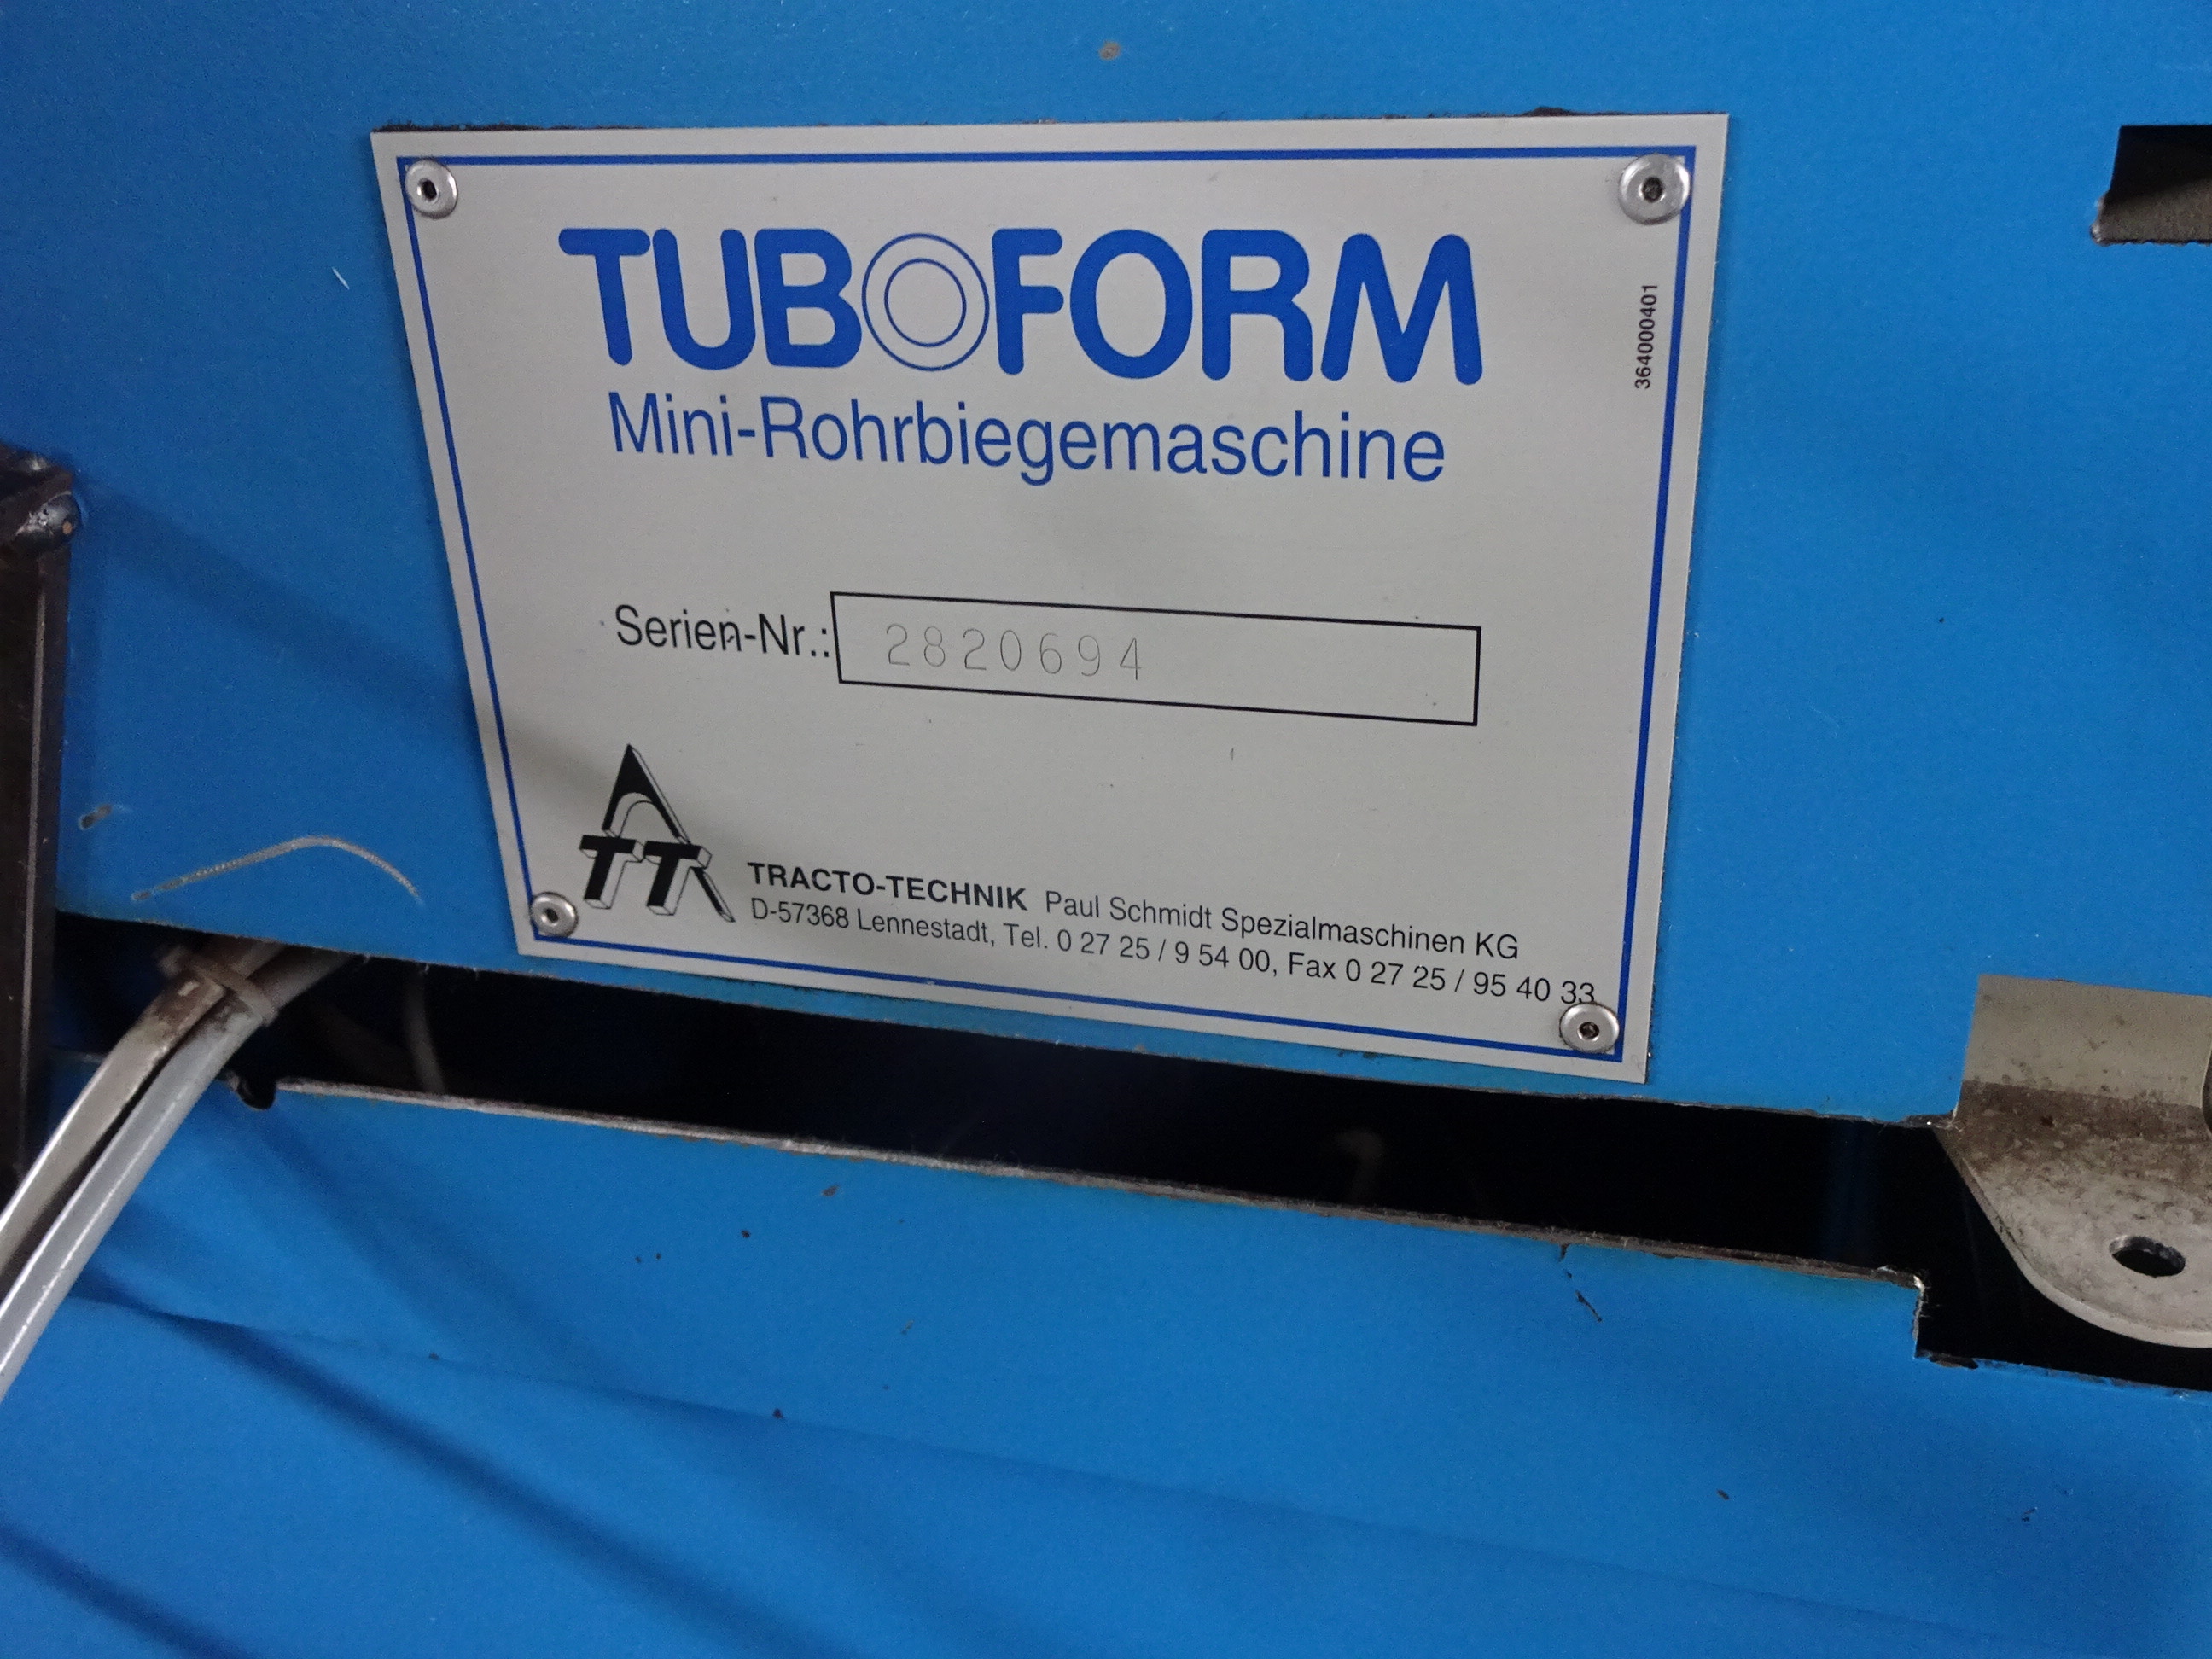 TUBOFORM
Mini-Rohrbiegemaschine
364000401
Serien-Nr.: 2820694
TT
TRACTO-TECHNIK Paul Schmidt Spezialmaschinen KG
D-57368 Lennestadt, Tel. 0 27 25 / 9 54 00, Fax 0 27 25 / 95 40 33